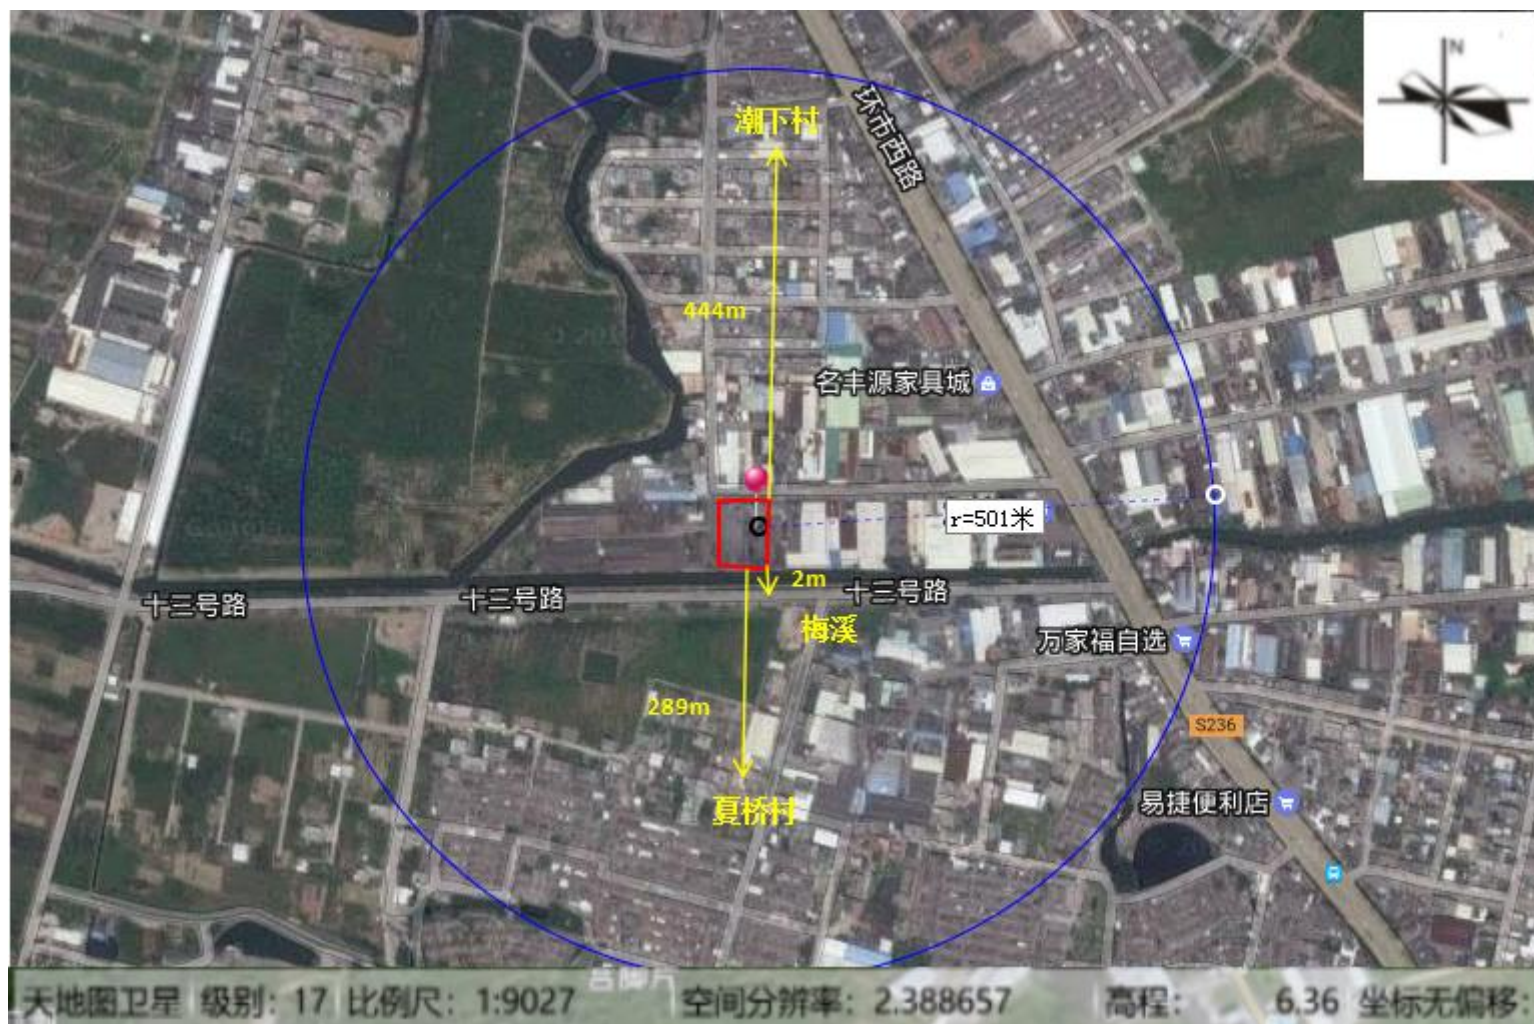 N
环市西路
潮下村
444m
名丰源家具城
r=501米
2m
十三号路
十三号路
十三号路
梅溪
万家福自选
289m
S236
夏桥村
易捷便利店
天地图卫星 级别：17 比例尺：1:9027 空间分辨率：2.388657 高程： 6.36 坐标无偏移：